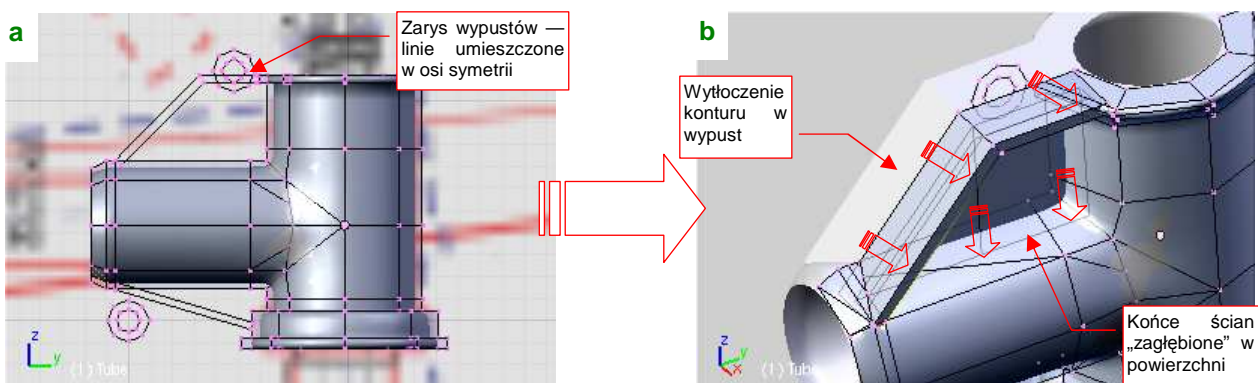 a
Zarys wypustów —
linie umieszczone
w osi symetrii
z
y
(1) Tube
b
Wytłoczenie
konturu w
wypust
Końce ścian
„zagłębione” w
powierzchni
z
y
x
(1) Tube